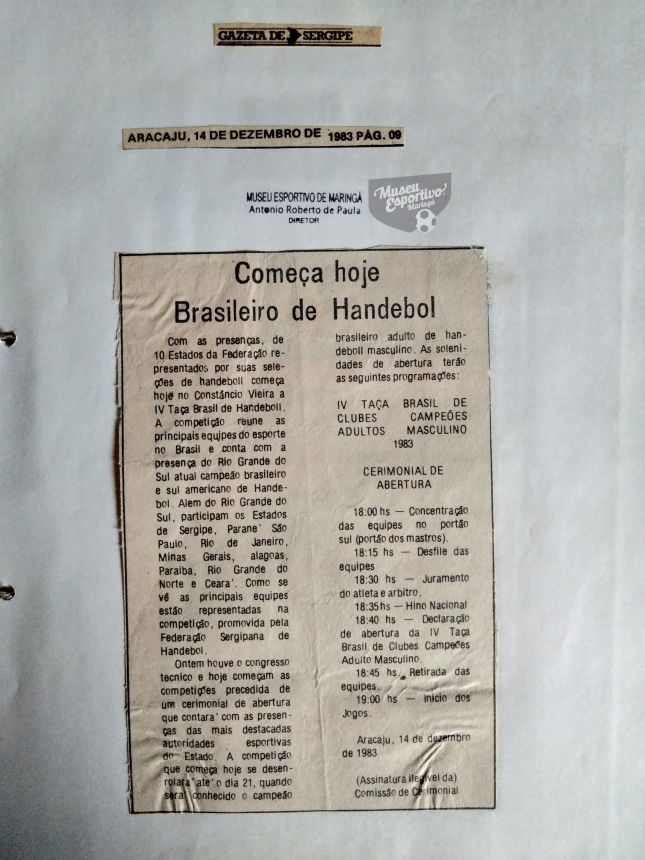 GAZETA DE SERGIPE
ARACAJU, 14 DE DEZEMBRO DE 1983 PÁG. 09
MUSEU ESPORTIVO DE MARINGÁ
Antonio Roberto de Paula
DIRETOR
Museu
Esportivo
Maringá
Começa hoje
Brasileiro de Handebol
Com as presenças, de
10 Estados da Federação re-
presentados por suas sele-
ções de handeboll começa
hoje no Constâncio Vieira a
IV Taça Brasil de Handeboll.
A competição reune as
principais equipes do esporte
no Brasil e conta com a
presença do Rio Grande do
Sul atual campeão brasileiro
e sul americano de Hande-
bol. Alem do Rio Grande do
Sul, participam os Estados
de Sergipe, Parane' São
Paulo, Rio de Janeiro,
Minas Gerais, alagoas,
Paraiba, Rio Grande do
Norte e Ceara'. Como se
vê as principais equipes
estão representadas na
competição, promovida pela
Federação Sergipana de
Handebol.
Ontem houve o congresso
tecnico e hoje começam as
competições precedida de
um cerimonial de abertura
que contara' com as presen-
ças das mais destacadas
autoridades esportivas
do Estado. A competição
que começa hoje se desen-
rolara' ate' o dia 21, quando
sera' conhecido o campeão
brasileiro adulto de han-
deboll masculino. As soleni-
dades de abertura terão
as seguintes programações:
IV TAÇA BRASIL DE
CLUBES CAMPEÕES
ADULTOS MASCULINO
1983
CERIMONIAL DE
ABERTURA
18:00 hs — Concentração
das equipes no portão
sul (portão dos mastros).
18:15 hs — Desfile das
equipes
18:30 hs — Juramento
do atleta e arbitro.
18:35 hs — Hino Nacional
18:40 hs — Declaração
de abertura da IV Taça
Brasil de Clubes Campeões
Adulto Masculino.
18:45 hs — Retirada das
equipes.
19:00 hs — Inicio dos
Jogos.
Aracaju, 14 de dezembro
de 1983
(Assinatura ilegivel da)
Comissão de Cerimonial